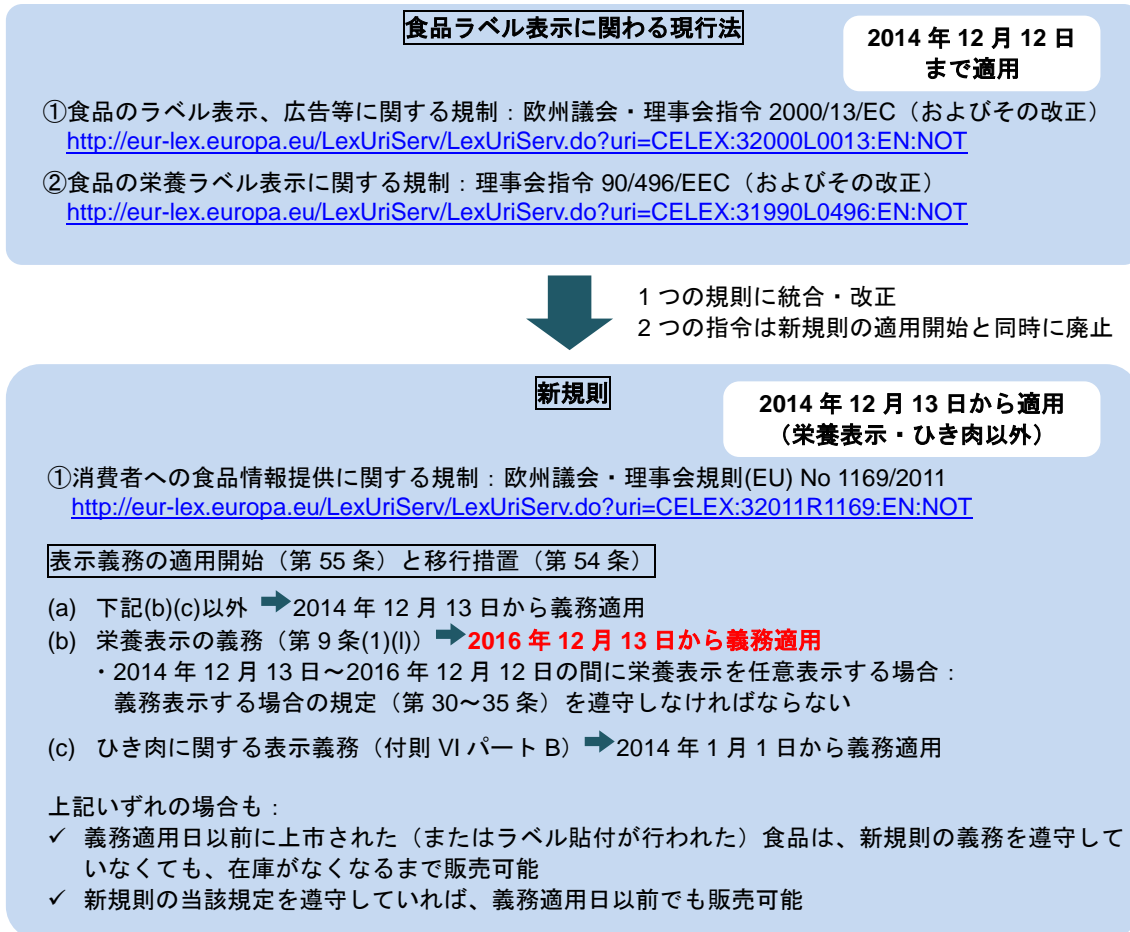 食品ラベル表示に関わる現行法
2014 年 12 月 12 日
まで適用
①食品のラベル表示、広告等に関する規制：欧州議会・理事会指令 2000/13/EC（およびその改正）
http://eur-lex.europa.eu/LexUriServ/LexUriServ.do?uri=CELEX:32000L0013:EN:NOT
②食品の栄養ラベル表示に関する規制：理事会指令 90/496/EEC（およびその改正）
http://eur-lex.europa.eu/LexUriServ/LexUriServ.do?uri=CELEX:31990L0496:EN:NOT
1 つの規則に統合・改正
2 つの指令は新規則の適用開始と同時に廃止
新規則
2014 年 12 月 13 日から適用
（栄養表示・ひき肉以外）
①消費者への食品情報提供に関する規制：欧州議会・理事会規則(EU) No 1169/2011
http://eur-lex.europa.eu/LexUriServ/LexUriServ.do?uri=CELEX:32011R1169:EN:NOT
表示義務の適用開始（第 55 条）と移行措置（第 54 条）
(a) 下記(b)(c)以外 ➡2014 年 12 月 13 日から義務適用
(b) 栄養表示の義務（第 9 条(1)(l)）➡2016 年 12 月 13 日から義務適用
・2014 年 12 月 13 日～2016 年 12 月 12 日の間に栄養表示を任意表示する場合：
義務表示する場合の規定（第 30～35 条）を遵守しなければならない
(c) ひき肉に関する表示義務（付則 VI パート B）➡2014 年 1 月 1 日から義務適用
上記いずれの場合も：
✓ 義務適用日以前に上市された（またはラベル貼付が行われた）食品は、新規則の義務を遵守して
いなくても、在庫がなくなるまで販売可能
✓ 新規則の当該規定を遵守していれば、義務適用日以前でも販売可能